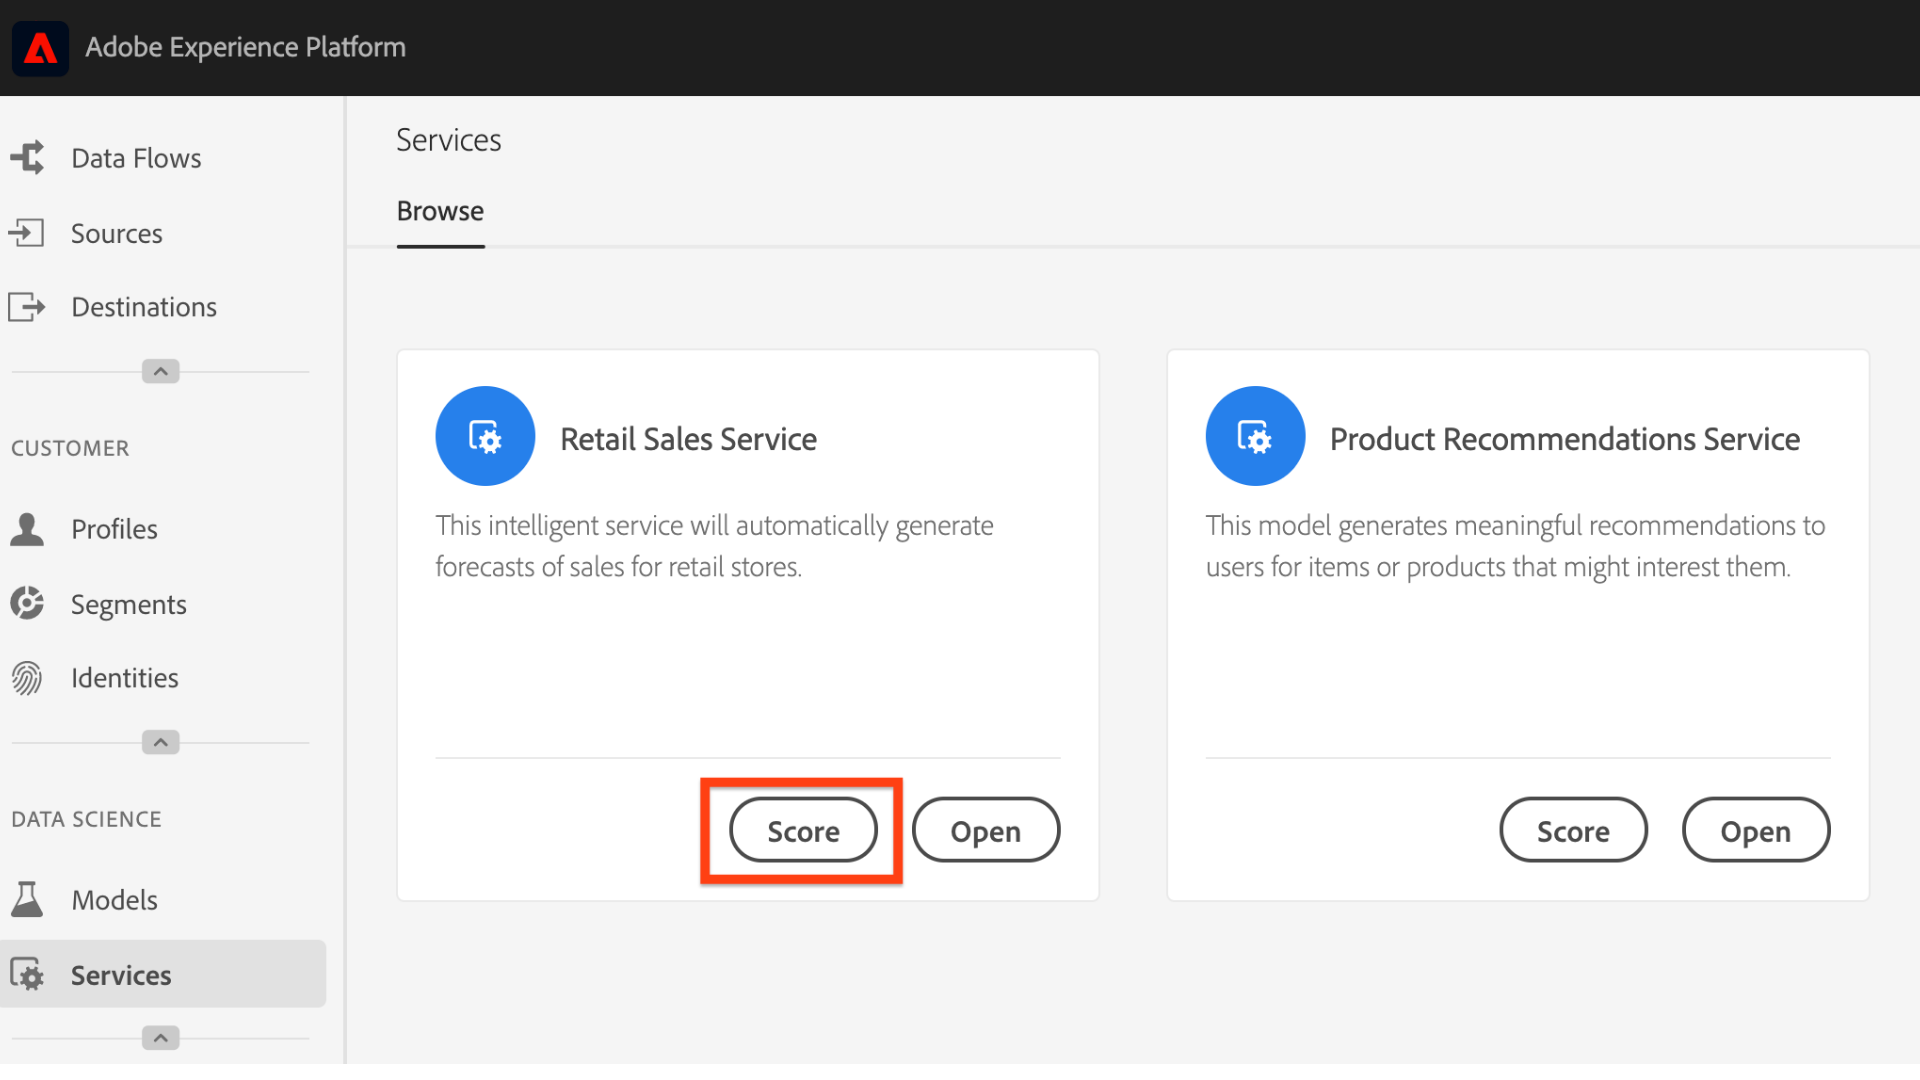 Adobe Experience Platform
Data Flows
Sources
Destinations
CUSTOMER
Profiles
Segments
Identities
DATA SCIENCE
Models
Services
Services
Browse
Retail Sales Service
This intelligent service will automatically generate
forecasts of sales for retail stores.
Score
Open
Product Recommendations Service
This model generates meaningful recommendations to
users for items or products that might interest them.
Score
Open